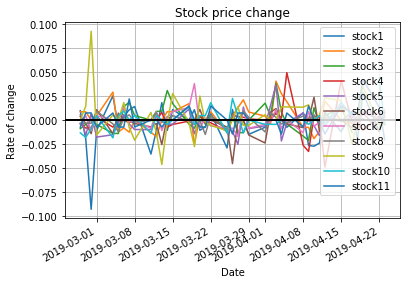 Stock price change
Rate of change
0.100
0.075
0.050
0.025
0.000
−0.025
−0.050
−0.075
−0.100
stock1
stock2
stock3
stock4
stock5
stock6
stock7
stock8
stock9
stock10
stock11
2019-03-01
2019-03-08
2019-03-15
2019-03-22
2019-03-29
2019-04-01
2019-04-08
2019-04-15
2019-04-22
Date